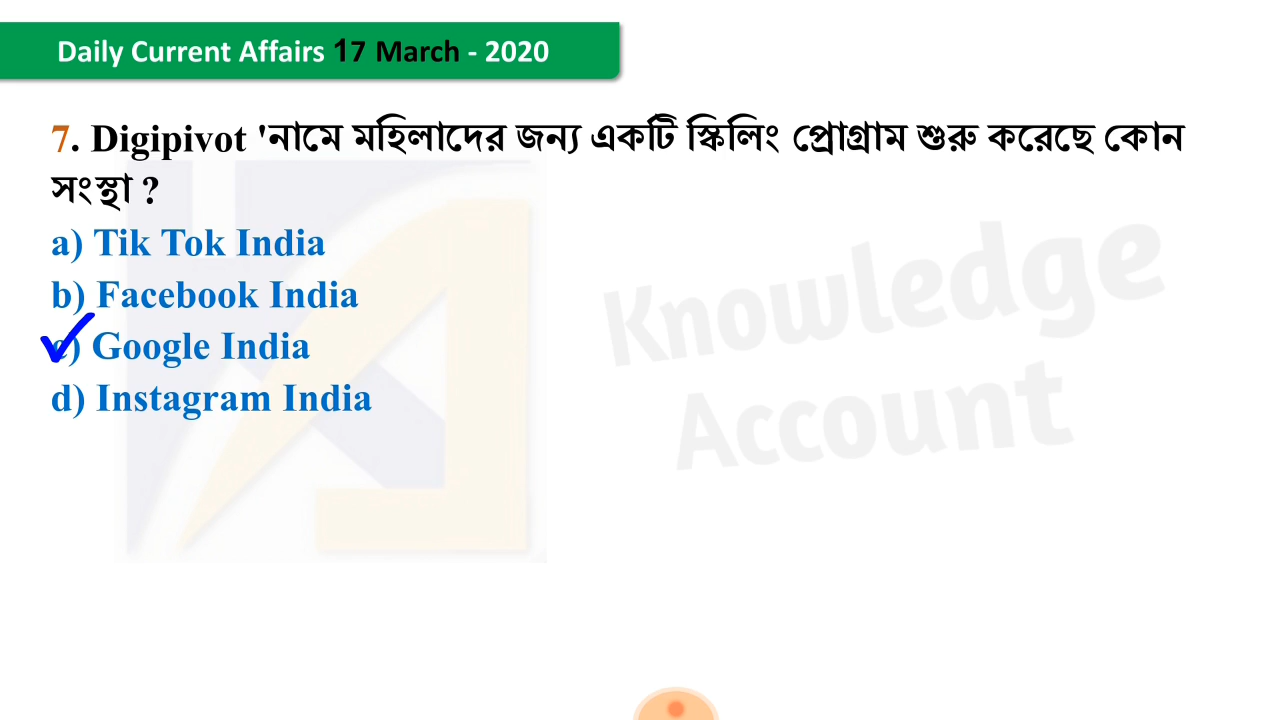 Daily Current Affairs 17 March - 2020
7. Digipivot 'নামে মহিলাদের জন্য একটি স্কিলিং প্রোগ্রাম শুরু করেছে কোন
সংস্থা ?
a) Tik Tok India
b) Facebook India
c) Google India
d) Instagram India
Knowledge
Account